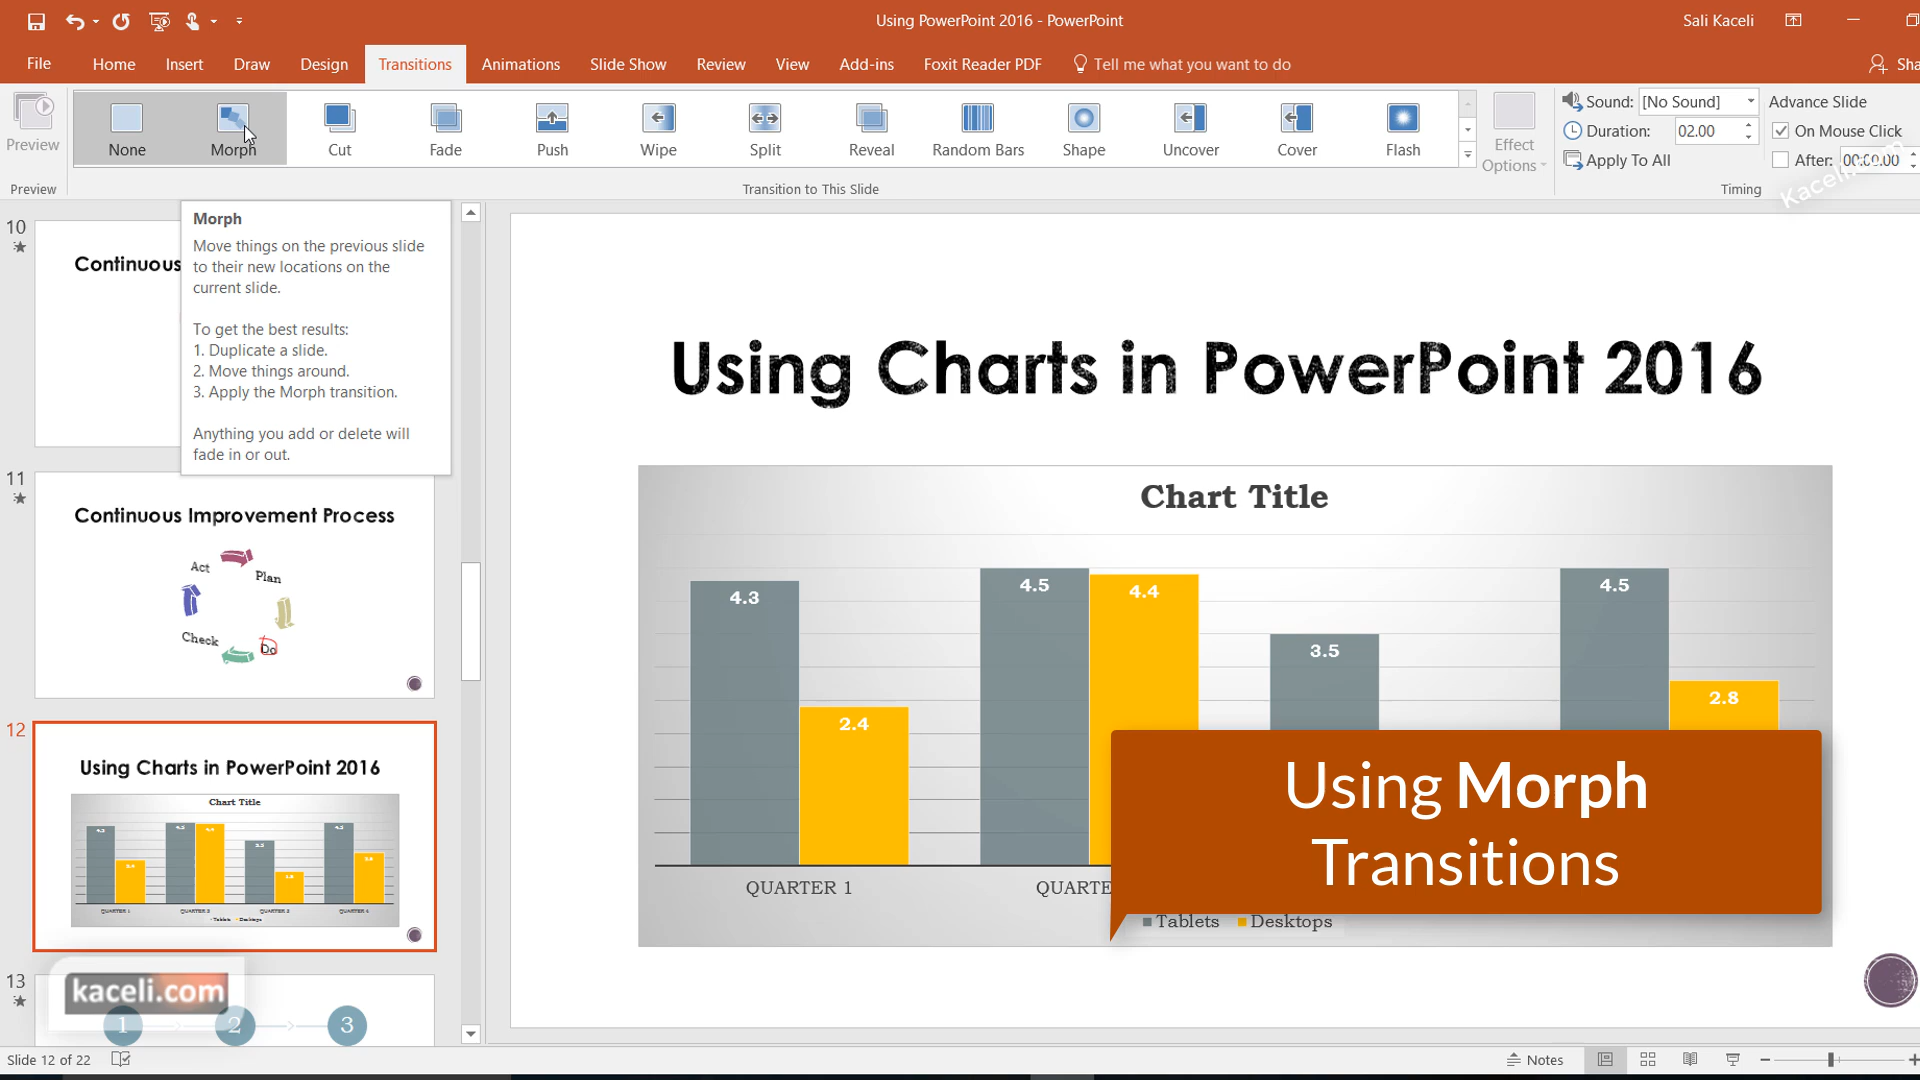 Using PowerPoint 2016 - PowerPoint
Sali Kaceli
File Home Insert Draw Design Transitions Animations Slide Show Review View Add-ins Foxit Reader PDF Tell me what you want to do
Preview
None Morph Cut Fade Push Wipe Split Reveal Random Bars Shape Uncover Cover Flash
Effect Options
Sound: [No Sound]
Duration: 02.00
Apply To All
Advance Slide
On Mouse Click
After: 00:00.00
Preview
Transition to This Slide
Timing
Kaceli.com
Morph
Move things on the previous slide
to their new locations on the
current slide.
To get the best results:
1. Duplicate a slide.
2. Move things around.
3. Apply the Morph transition.
Anything you add or delete will
fade in or out.
10
Continuous
11
Continuous Improvement Process
Act
Plan
Check
Do
12
Using Charts in PowerPoint 2016
Chart Title
QUARTER 1 QUARTER 2 QUARTER 3 QUARTER 4
Tablets Desktops
13
kaceli.com
1 2 3
Using Charts in PowerPoint 2016
Chart Title
4.3
2.4
4.5
4.4
3.5
4.5
2.8
QUARTER 1
QUARTE
Tablets Desktops
Using Morph
Transitions
Slide 12 of 22
Notes